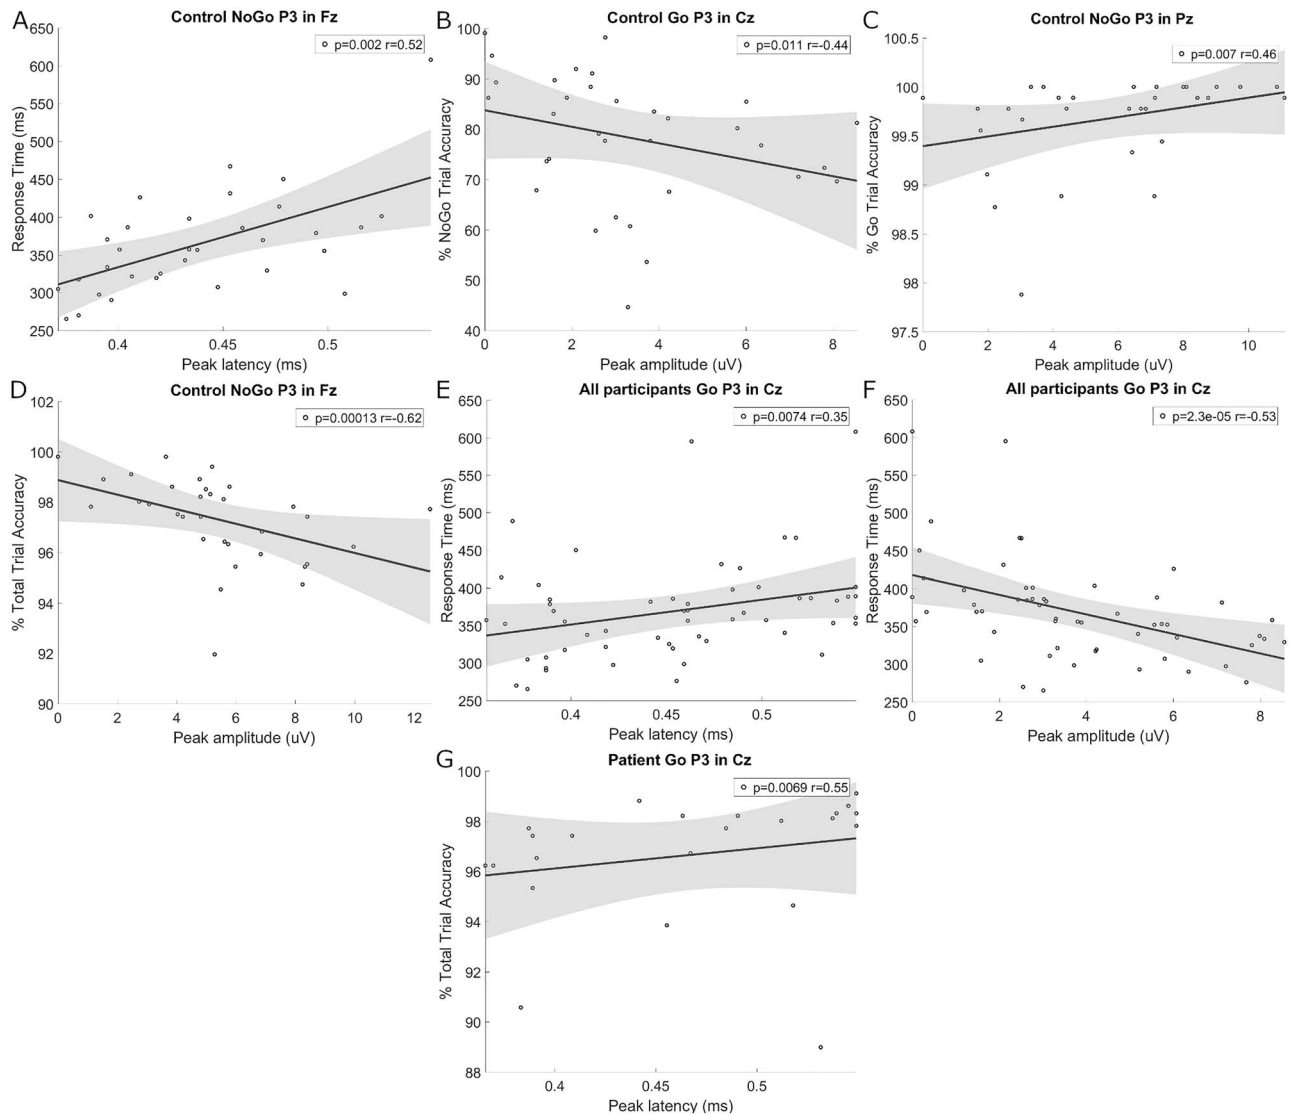 A
Control NoGo P3 in Fz
p=0.002 r=0.52
Response Time (ms)
650
600
550
500
450
400
350
300
250
0.4
0.45
0.5
Peak latency (ms)
B
Control Go P3 in Cz
p=0.011 r=-0.44
% NoGo Trial Accuracy
100
90
80
70
60
50
40
0
2
4
6
8
Peak amplitude (uV)
C
Control NoGo P3 in Pz
p=0.007 r=0.46
% Go Trial Accuracy
100.5
100
99.5
99
98.5
98
97.5
0
2
4
6
8
10
Peak amplitude (uV)
D
Control NoGo P3 in Fz
p=0.00013 r=-0.62
% Total Trial Accuracy
102
100
98
96
94
92
90
0
2
4
6
8
10
12
Peak amplitude (uV)
E
All participants Go P3 in Cz
p=0.0074 r=0.35
Response Time (ms)
650
600
550
500
450
400
350
300
250
0.4
0.45
0.5
Peak latency (ms)
F
All participants Go P3 in Cz
p=2.3e-05 r=-0.53
Response Time (ms)
650
600
550
500
450
400
350
300
250
0
2
4
6
8
Peak amplitude (uV)
G
Patient Go P3 in Cz
p=0.0069 r=0.55
% Total Trial Accuracy
100
98
96
94
92
90
88
0.4
0.45
0.5
Peak latency (ms)